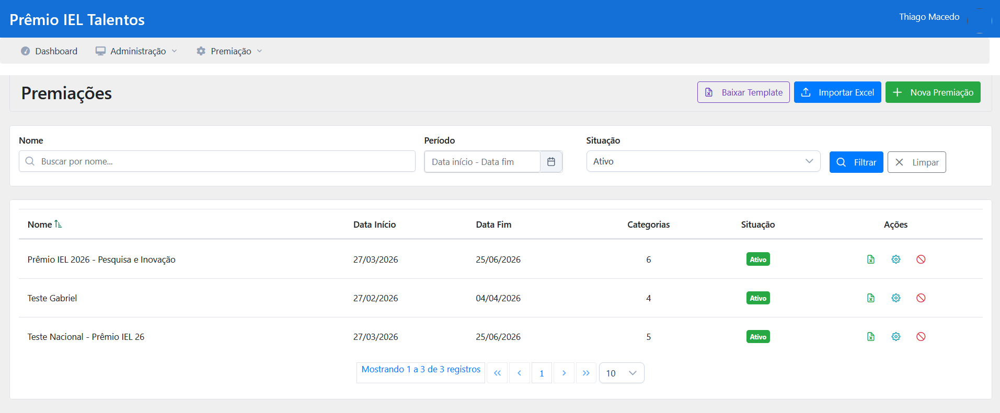 Prêmio IEL Talentos
Thiago Macedo
Dashboard Administração Premiação
Premiações
Baixar Template Importar Excel Nova Premiação
Nome Período Situação
Buscar por nome... Data início - Data fim Ativo Filtrar Limpar
Nome Data Início Data Fim Categorias Situação Ações
Prêmio IEL 2026 - Pesquisa e Inovação 27/03/2026 25/06/2026 6 Ativo
Teste Gabriel 27/02/2026 04/04/2026 4 Ativo
Teste Nacional - Prêmio IEL 26 27/03/2026 25/06/2026 5 Ativo
Mostrando 1 a 3 de 3 registros « ‹ 1 › » 10